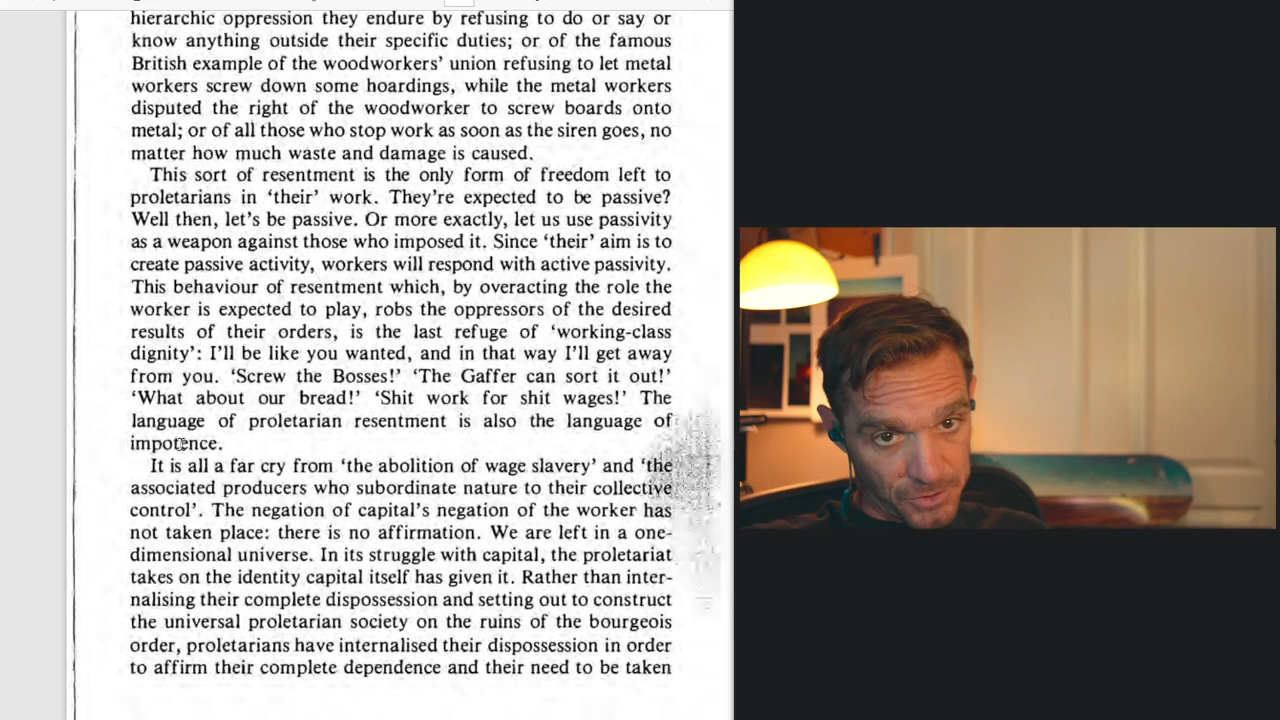 hierarchic oppression they endure by refusing to do or say or
know anything outside their specific duties; or of the famous
British example of the woodworkers' union refusing to let metal
workers screw down some hoardings, while the metal workers
disputed the right of the woodworker to screw boards onto
metal; or of all those who stop work as soon as the siren goes, no
matter how much waste and damage is caused.
This sort of resentment is the only form of freedom left to
proletarians in 'their' work. They're expected to be passive?
Well then, let's be passive. Or more exactly, let us use passivity
as a weapon against those who imposed it. Since 'their' aim is to
create passive activity, workers will respond with active passivity.
This behaviour of resentment which, by overacting the role the
worker is expected to play, robs the oppressors of the desired
results of their orders, is the last refuge of 'working-class
dignity': I'll be like you wanted, and in that way I'll get away
from you. 'Screw the Bosses!' 'The Gaffer can sort it out!'
'What about our bread!' 'Shit work for shit wages!' The
language of proletarian resentment is also the language of
impotence.
It is all a far cry from 'the abolition of wage slavery' and 'the
associated producers who subordinate nature to their collective
control'. The negation of capital's negation of the worker has
not taken place: there is no affirmation. We are left in a one-
dimensional universe. In its struggle with capital, the proletariat
takes on the identity capital itself has given it. Rather than inter-
nalising their complete dispossession and setting out to construct
the universal proletarian society on the ruins of the bourgeois
order, proletarians have internalised their dispossession in order
to affirm their complete dependence and their need to be taken